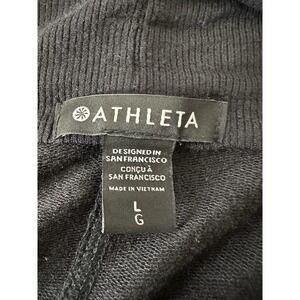 ATHLETA
DESIGNED IN
SAN FRANCISCO
CONÇU À
SAN FRANCISCO
MADE IN VIETNAM
L
G